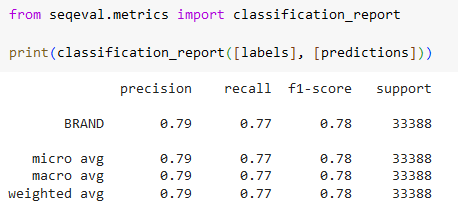 from seqeval.metrics import classification_report
print(classification_report([labels], [predictions]))
precision recall f1-score support
BRAND 0.79 0.77 0.78 33388
micro avg 0.79 0.77 0.78 33388
macro avg 0.79 0.77 0.78 33388
weighted avg 0.79 0.77 0.78 33388